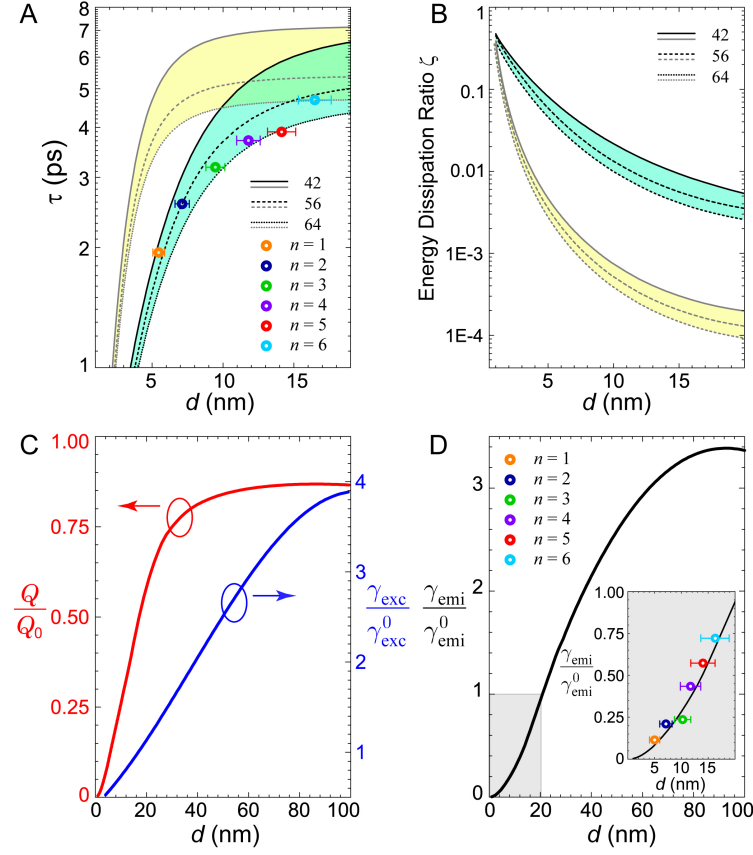 A
8
7
6
5
4
3
2
1
τ (ps)
42
56
64
n = 1
n = 2
n = 3
n = 4
n = 5
n = 6
5
10
15
d (nm)
B
1
0.1
0.01
1E-3
1E-4
Energy Dissipation Ratio ζ
42
56
64
5
10
15
d (nm)
C
1.00
0.75
0.50
0.25
0
Q
Q0
4
3
2
1
γexc
γ0exc
0 20 40 60 80 100
d (nm)
D
3
2
1
0
γemi
γ0emi
n = 1
n = 2
n = 3
n = 4
n = 5
n = 6
1.00
0.75
0.50
0.25
0
γemi
γ0emi
5 10 15
d (nm)
0 20 40 60 80 100
d (nm)